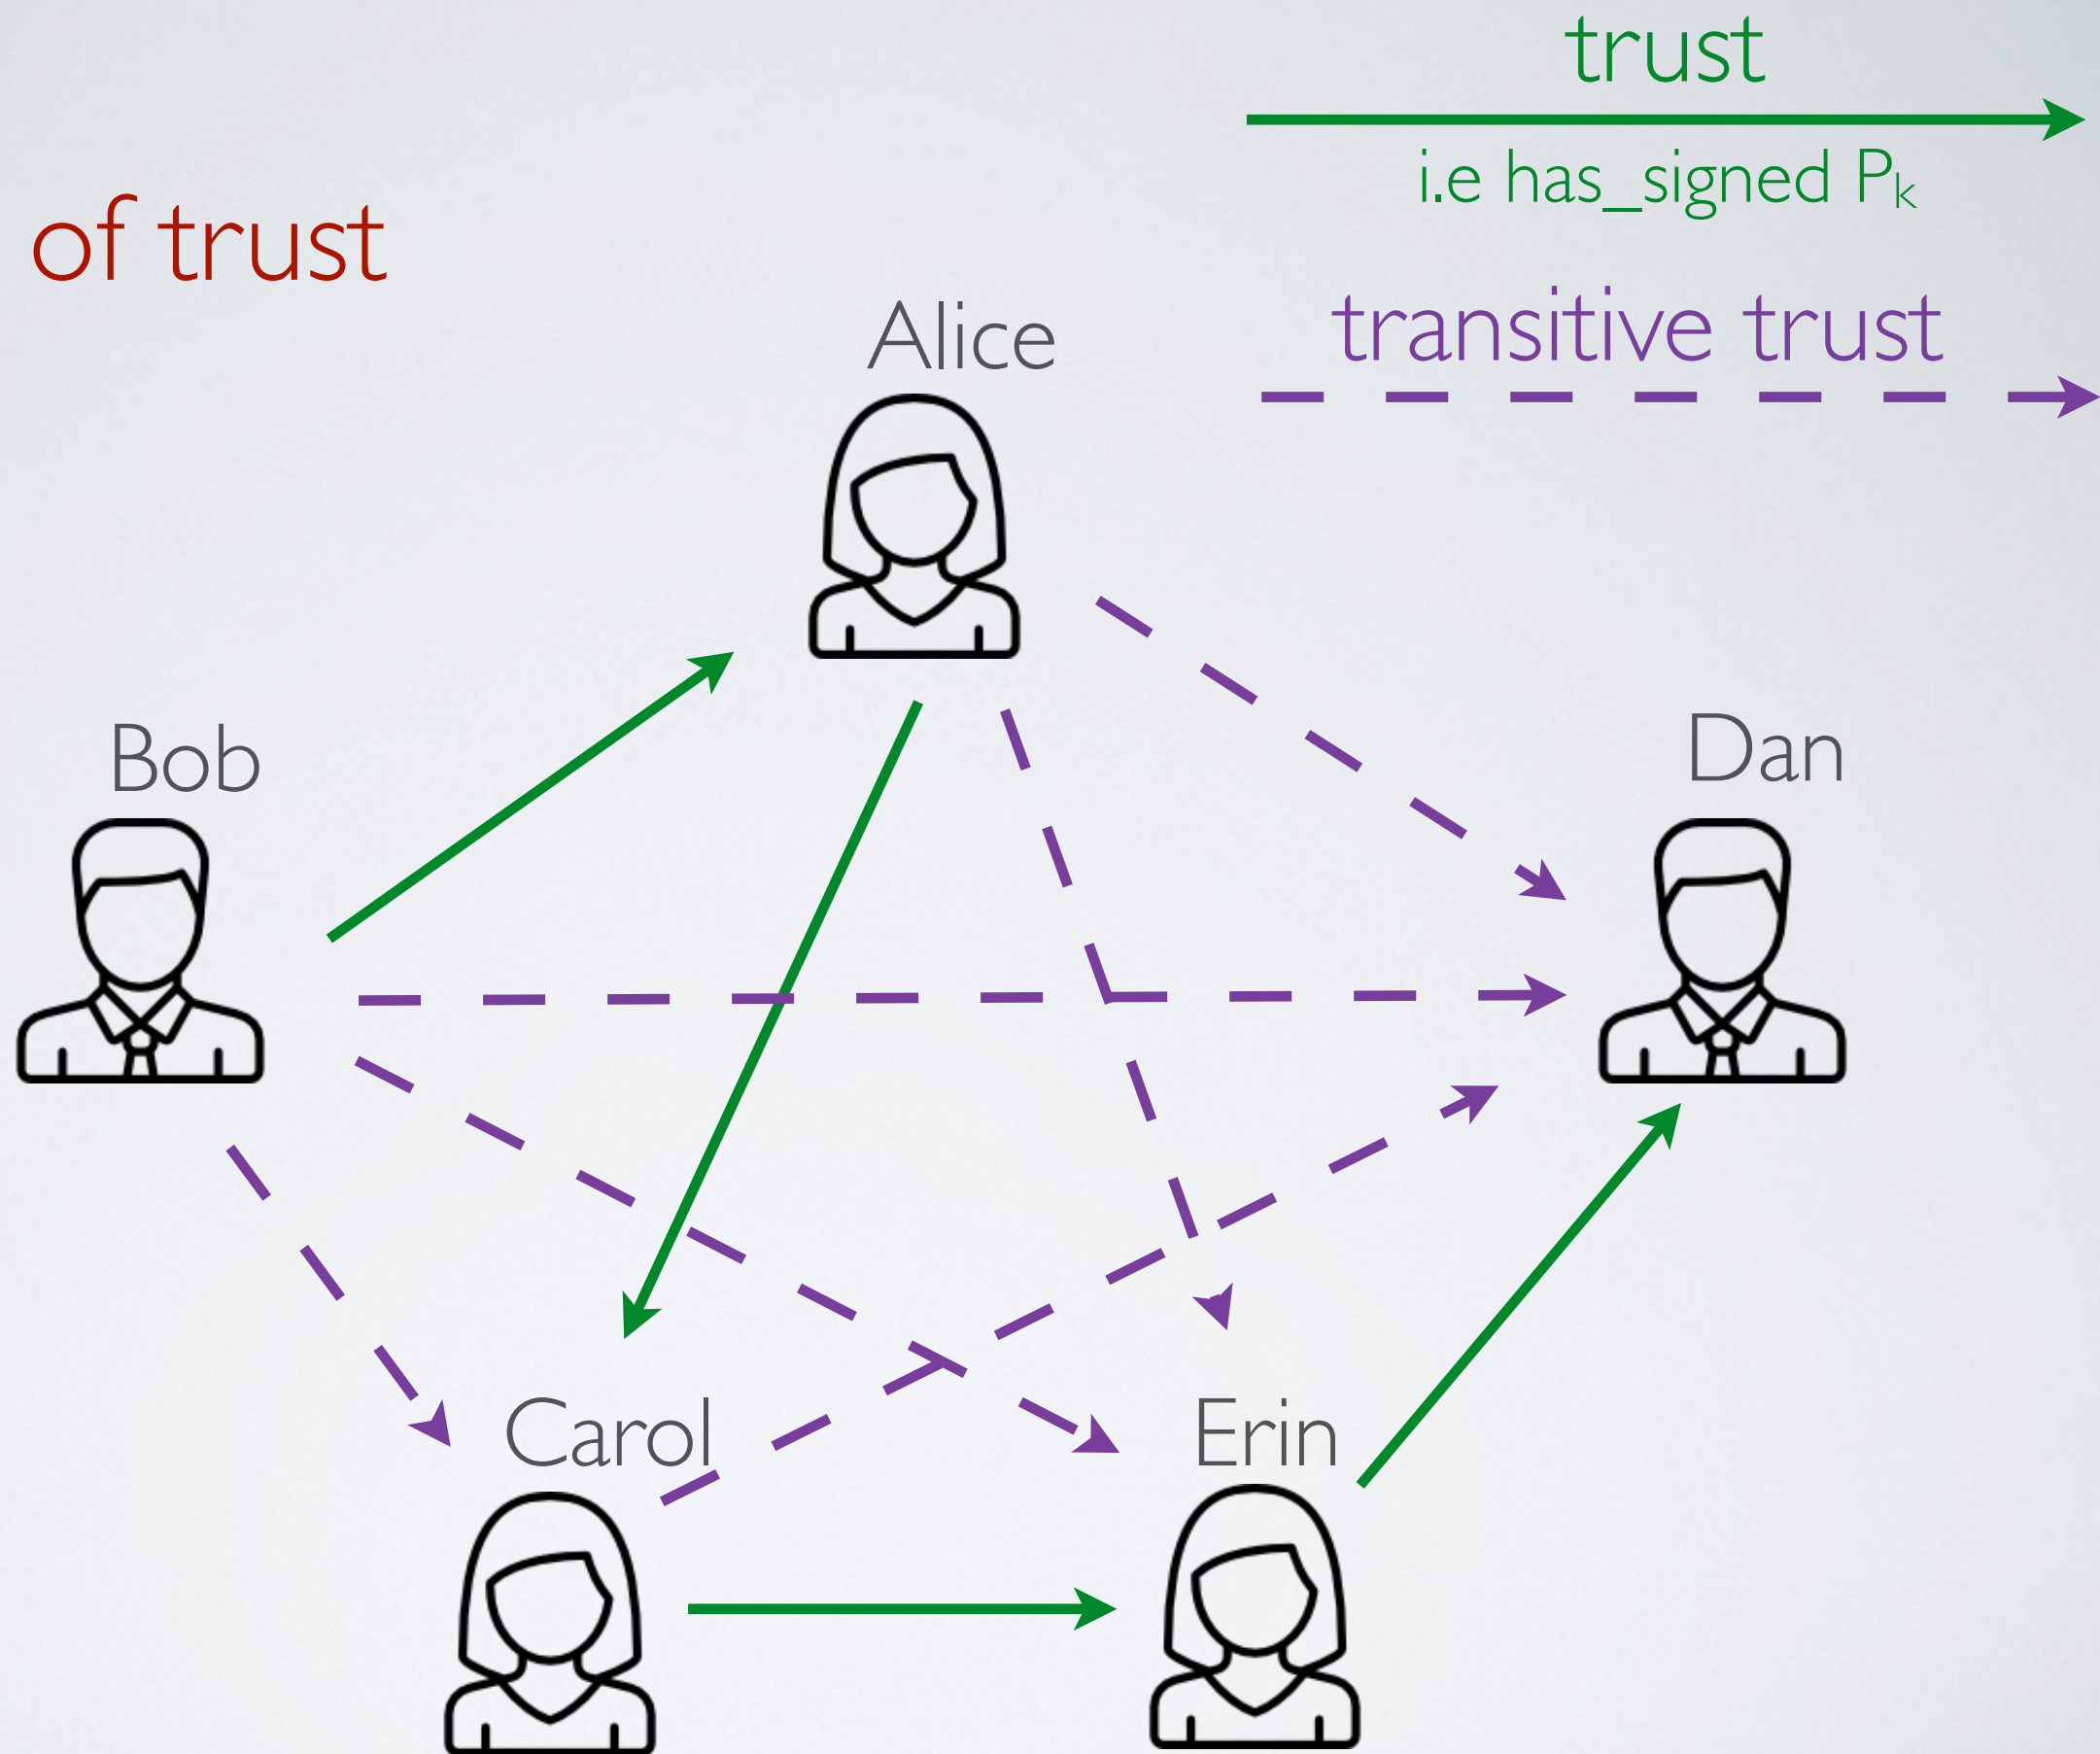 trust
i.e has_signed Pk
of trust
transitive trust
Alice
Bob
Dan
Carol
Erin